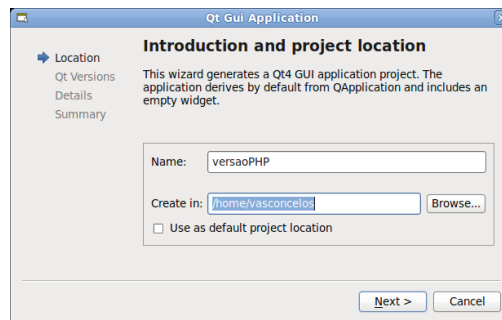 Qt Gui Application
Location
Qt Versions
Details
Summary
Introduction and project location
This wizard generates a Qt4 GUI application project. The
application derives by default from QApplication and includes an
empty widget.
Name: versaoPHP
Create in: /home/vasconcelos Browse...
Use as default project location
Next > Cancel